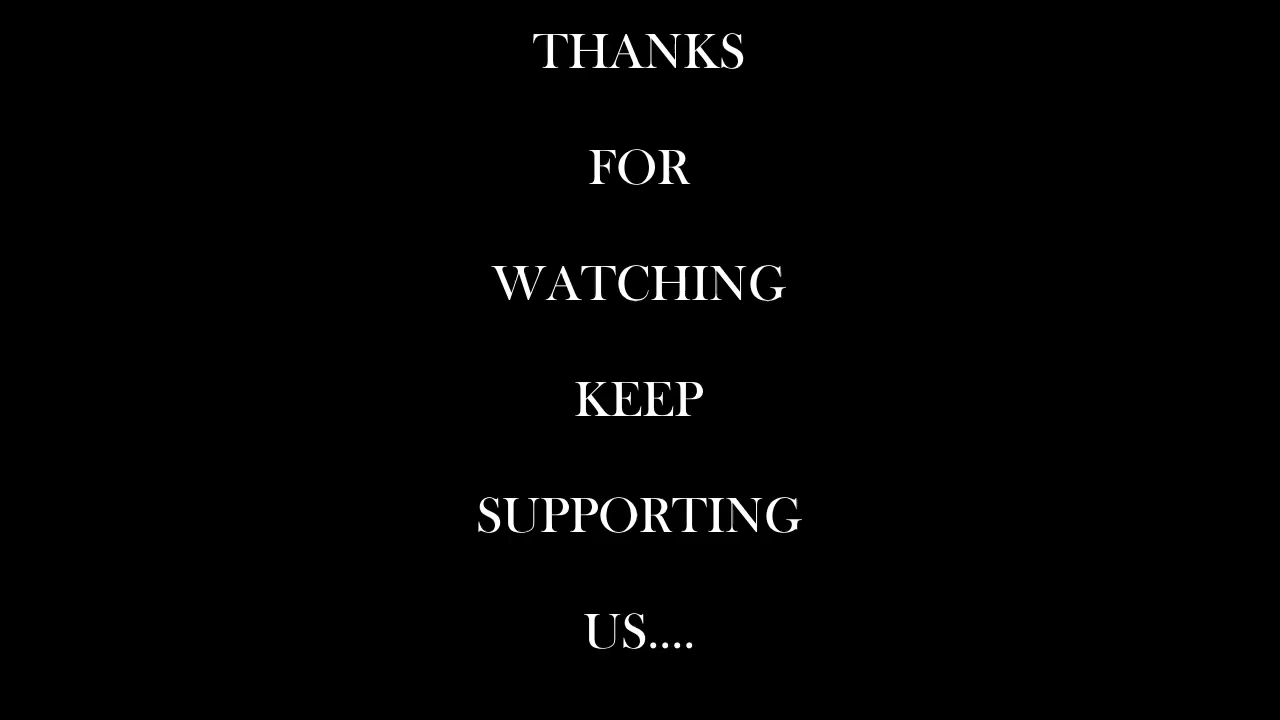 THANKS
FOR
WATCHING
KEEP
SUPPORTING
US....